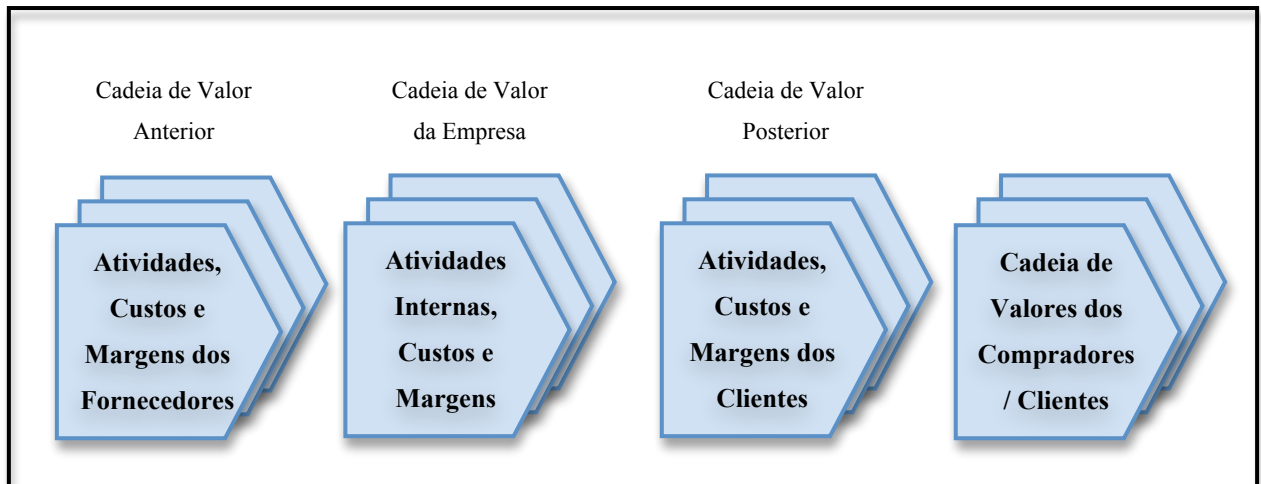 Cadeia de Valor
Anterior
Cadeia de Valor
da Empresa
Cadeia de Valor
Posterior
Atividades,
Custos e
Margens dos
Fornecedores
Atividades
Internas,
Custos e
Margens
Atividades,
Custos e
Margens dos
Clientes
Cadeia de
Valores dos
Compradores
/ Clientes